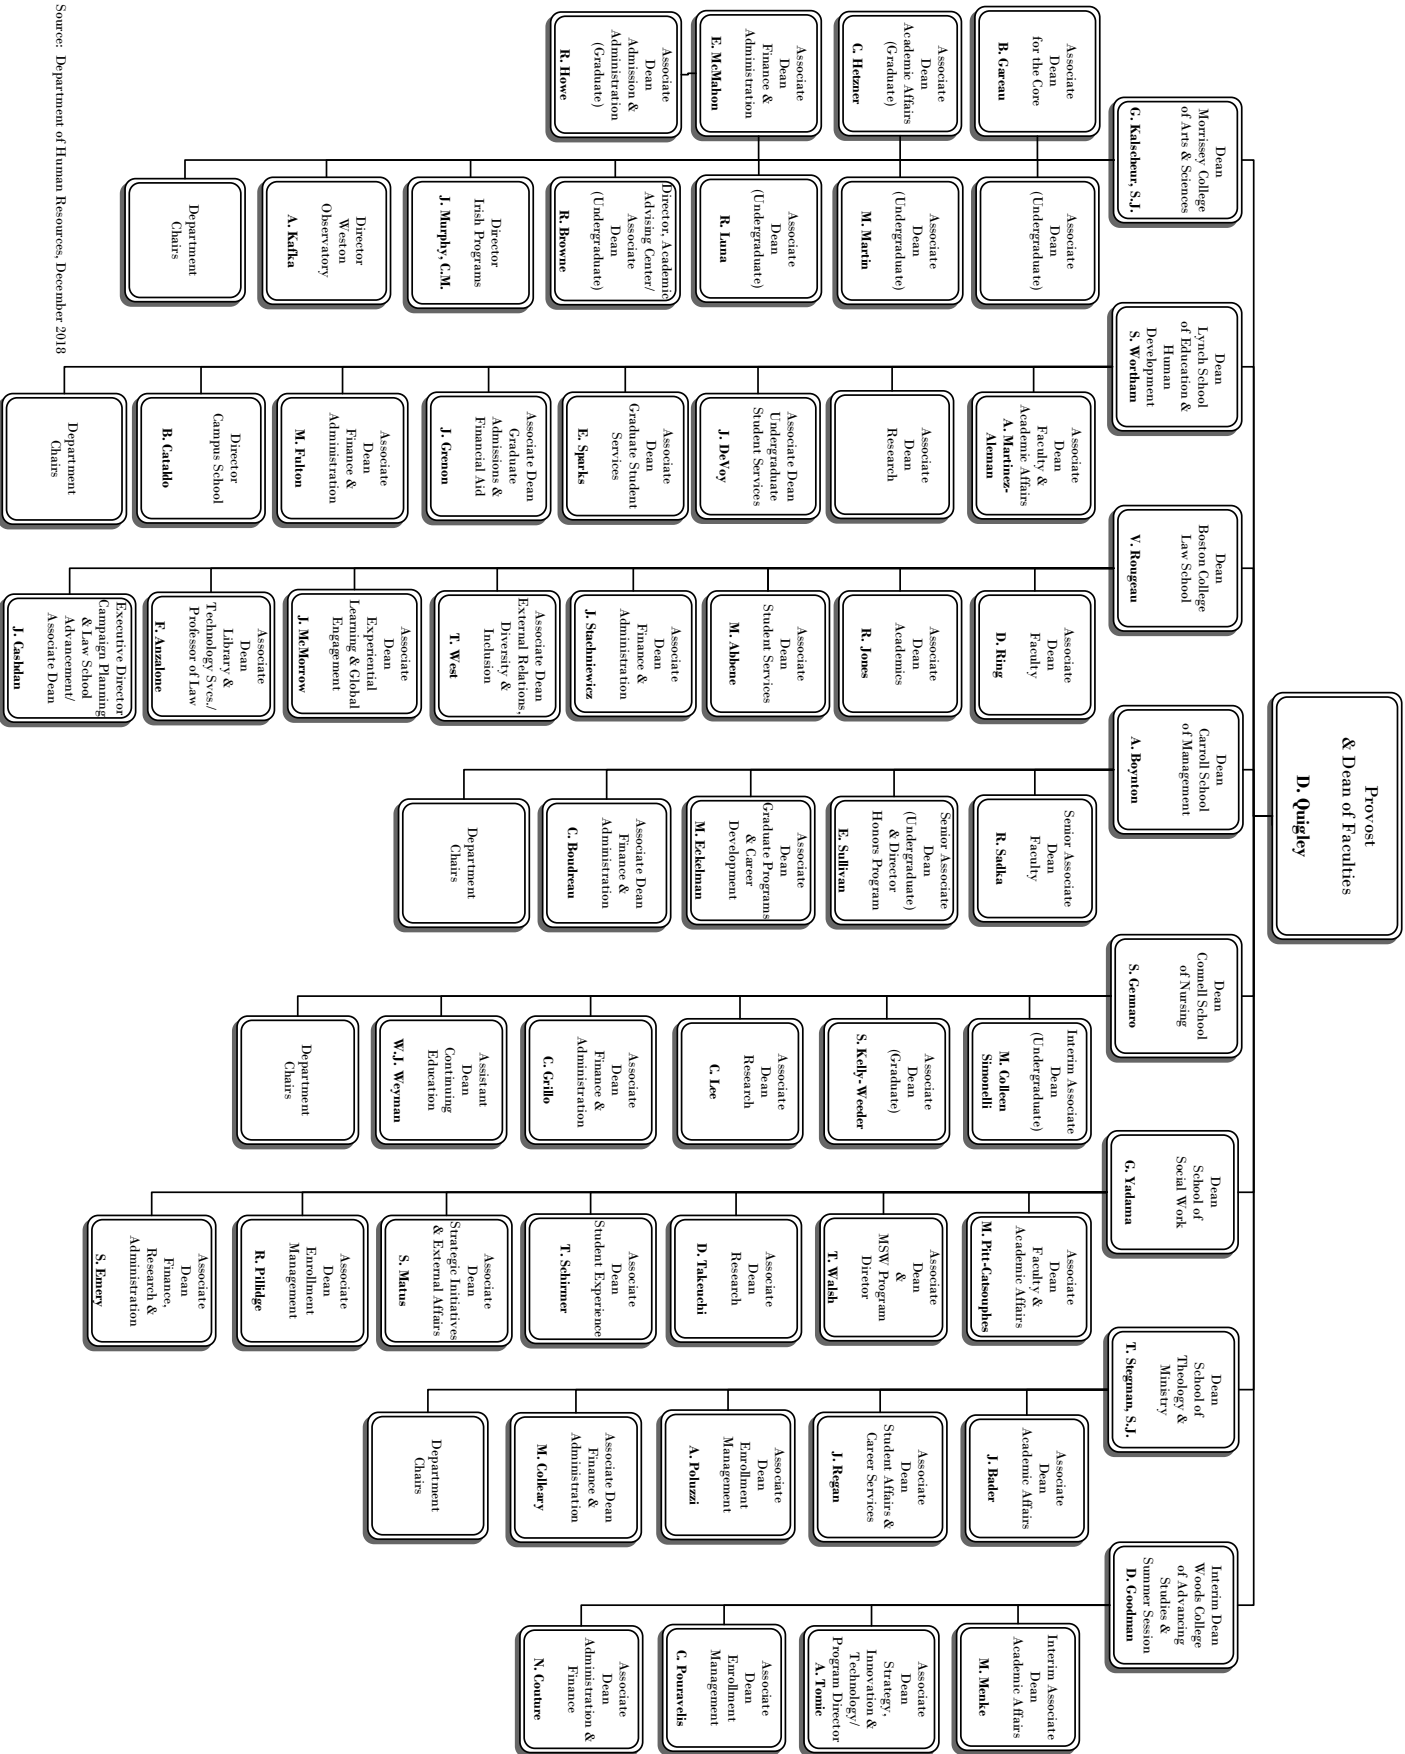 Provost
& Dean of Faculties
D. Quigley
Dean
Morrissey College
of Arts & Sciences
G. Kalscheur, S.J.
Associate
Dean
for the Core
B. Gareau
Associate
Dean
(Undergraduate)
Associate
Dean
Academic Affairs
(Graduate)
C. Hetzner
Associate
Dean
(Undergraduate)
M. Martin
Associate
Dean
Finance &
Administration
E. McMahon
Associate
Dean
(Undergraduate)
R. Luna
Associate
Dean
Admission &
Administration
(Graduate)
R. Howe
Director, Academic
Advising Center/
Associate
Dean
(Undergraduate)
R. Browne
Director
Irish Programs
J. Murphy, C.M.
Director
Weston
Observatory
A. Kafka
Department
Chairs
Dean
Lynch School
of Education &
Human
Development
S. Wortham
Associate
Dean
Faculty &
Academic Affairs
A. Martinez-
Aleman
Associate
Dean
Research
Associate Dean
Undergraduate
Student Services
J. DeVoy
Associate
Dean
Graduate Student
Services
E. Sparks
Associate Dean
Graduate
Admissions &
Financial Aid
J. Grenon
Associate
Dean
Finance &
Administration
M. Fulton
Director
Campus School
B. Cataldo
Department
Chairs
Dean
Boston College
Law School
V. Rougeau
Associate
Dean
Faculty
D. Ring
Associate
Dean
Academics
R. Jones
Associate
Dean
Student Services
M. Abbene
Associate
Dean
Finance &
Administration
J. Stachniewicz
Associate Dean
External Relations,
Diversity &
Inclusion
T. West
Associate
Dean
Experiential
Learning & Global
Engagement
J. McMorow
Associate
Dean
Library &
Technology Svcs./
Professor of Law
F. Anzalone
Executive Director
Campaign Planning
& Law School
Advancement/
Associate Dean
J. Cashdan
Dean
Carroll School
of Management
A. Boynton
Senior Associate
Dean
Faculty
R. Sadka
Senior Associate
Dean
(Undergraduate)
& Director
Honors Program
E. Sullivan
Associate
Dean
Graduate Programs
& Career
Development
M. Eckelman
Associate Dean
Finance &
Administration
C. Boudreau
Department
Chairs
Dean
Connell School
of Nursing
S. Gennaro
Interim Associate
Dean
(Undergraduate)
M. Colleen
Simonelli
Associate
Dean
(Graduate)
S. Kelly-Weeder
Associate
Dean
Research
C. Lee
Associate
Dean
Finance &
Administration
C. Grillo
Assistant
Dean
Continuing
Education
W.J. Weyman
Department
Chairs
Dean
School of
Social Work
G. Yadama
Associate
Dean
Faculty &
Academic Affairs
M. Pitt-Catsouphes
Associate
Dean
&
MSW Program
Diretor
T. Walsh
Associate
Dean
Research
D. Takeuchi
Associate
Dean
Student Experience
T. Schirmer
Associate
Dean
Strategic Initiatives
& External Affairs
S. Matus
Associate
Dean
Enrollment
Management
R. Pillidge
Associate
Dean
Finance,
Research &
Administration
S. Emery
Dean
School of
Theology &
Ministry
T. Stegman, S.J.
Associate
Dean
Academic Affairs
J. Bader
Associate
Dean
Student Affairs &
Career Services
J. Regan
Associate
Dean
Enrollment
Management
A. Poluzzi
Associate Dean
Finance &
Administration
M. Colleary
Department
Chairs
Interim Dean
Woods College
of Advancing
Studies &
Summer Session
D. Goodman
Interim Associate
Dean
Academic Affairs
M. Menke
Associate
Dean
Strategy,
Innovation &
Technology/
Program Director
A. Tomic
Associate
Dean
Enrollment
Management
C. Pouravelis
Associate
Dean
Administration &
Finance
N. Couture
Source: Department of Human Resources, December 2018